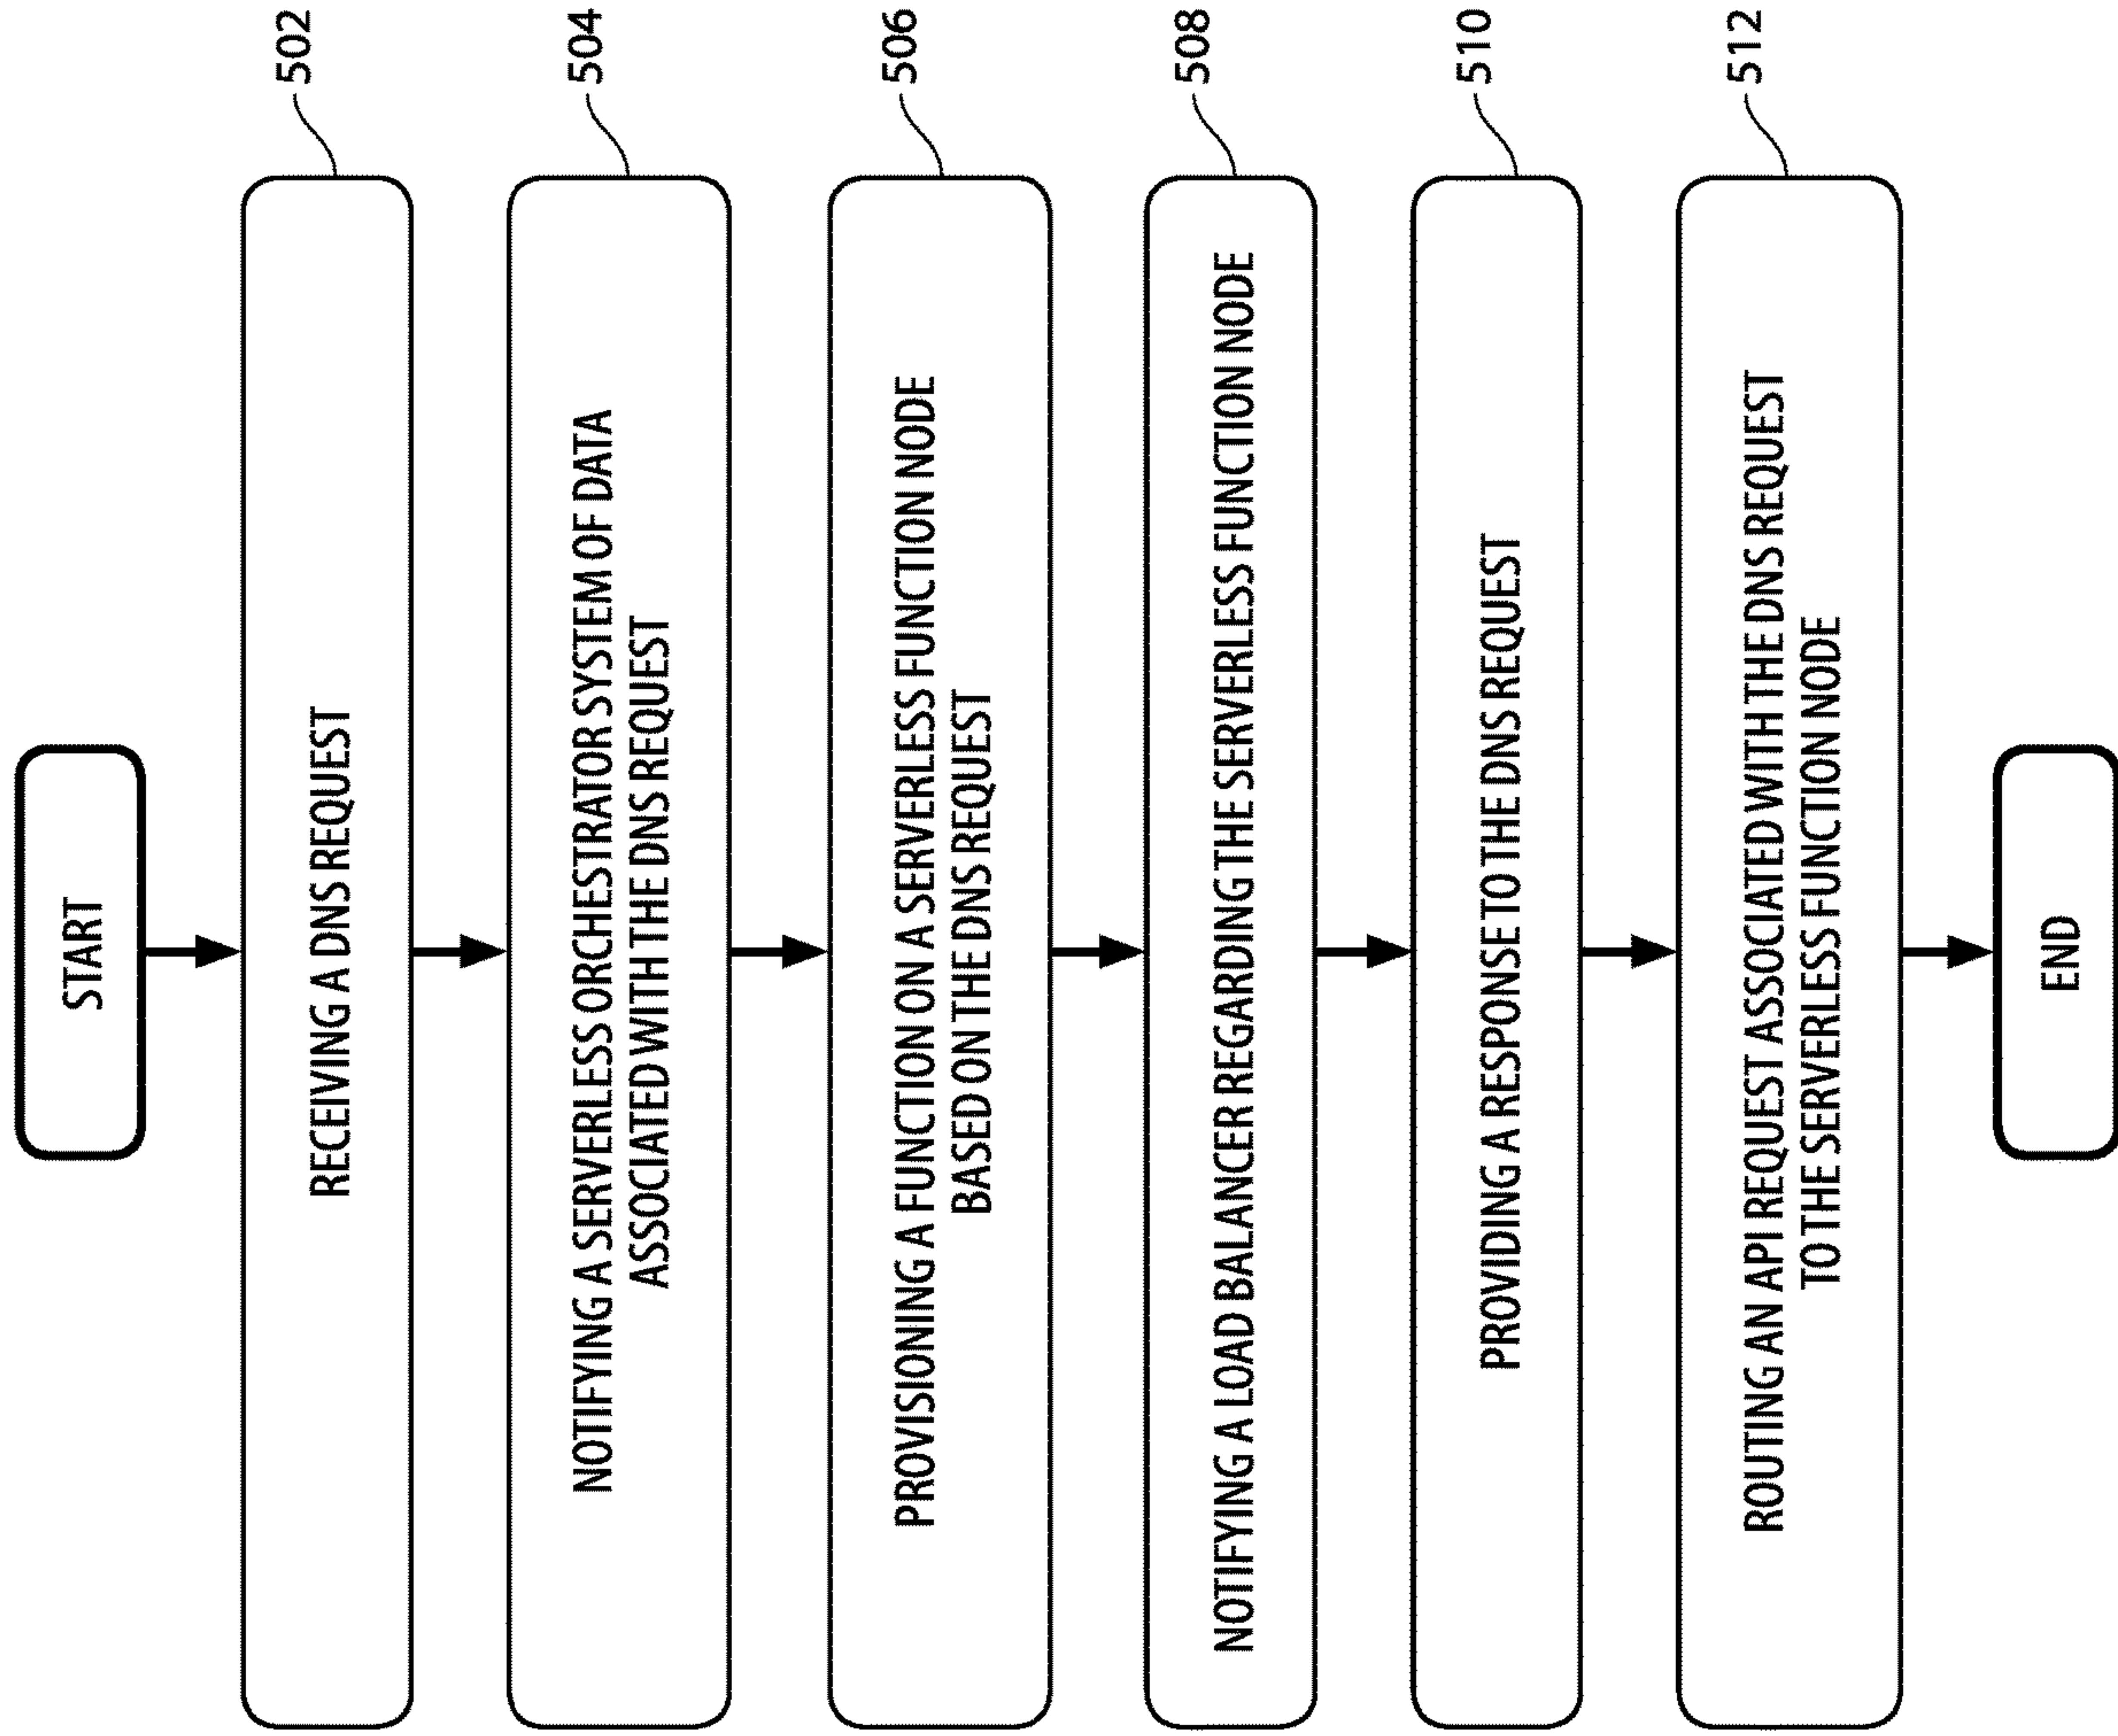 START
RECEIVING A DNS REQUEST
502
NOTIFYING A SERVERLESS ORCHESTRATOR SYSTEM OF DATA
ASSOCIATED WITH THE DNS REQUEST
504
PROVISIONING A FUNCTION ON A SERVERLESS FUNCTION NODE
BASED ON THE DNS REQUEST
506
NOTIFYING A LOAD BALANCER REGARDING THE SERVERLESS FUNCTION NODE
508
PROVIDING A RESPONSE TO THE DNS REQUEST
510
ROUTING AN API REQUEST ASSOCIATED WITH THE DNS REQUEST
TO THE SERVERLESS FUNCTION NODE
512
END